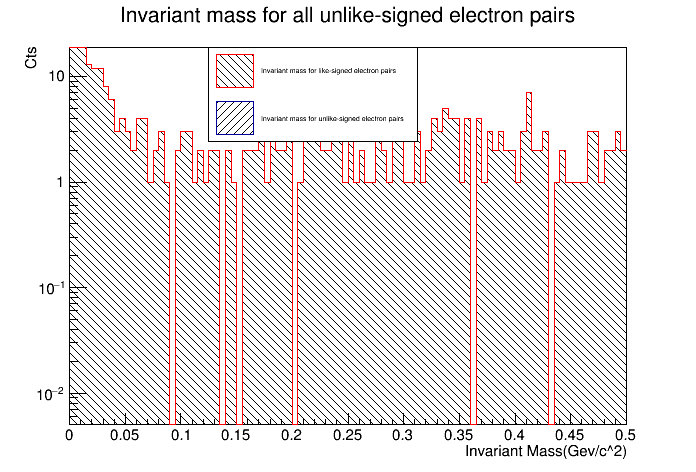 Invariant mass for all unlike-signed electron pairs
Cts
10
1
10⁻¹
10⁻²
Invariant mass for like-signed electron pairs
Invariant mass for unlike-signed electron pairs
0 0.05 0.1 0.15 0.2 0.25 0.3 0.35 0.4 0.45 0.5
Invariant Mass(Gev/c^2)